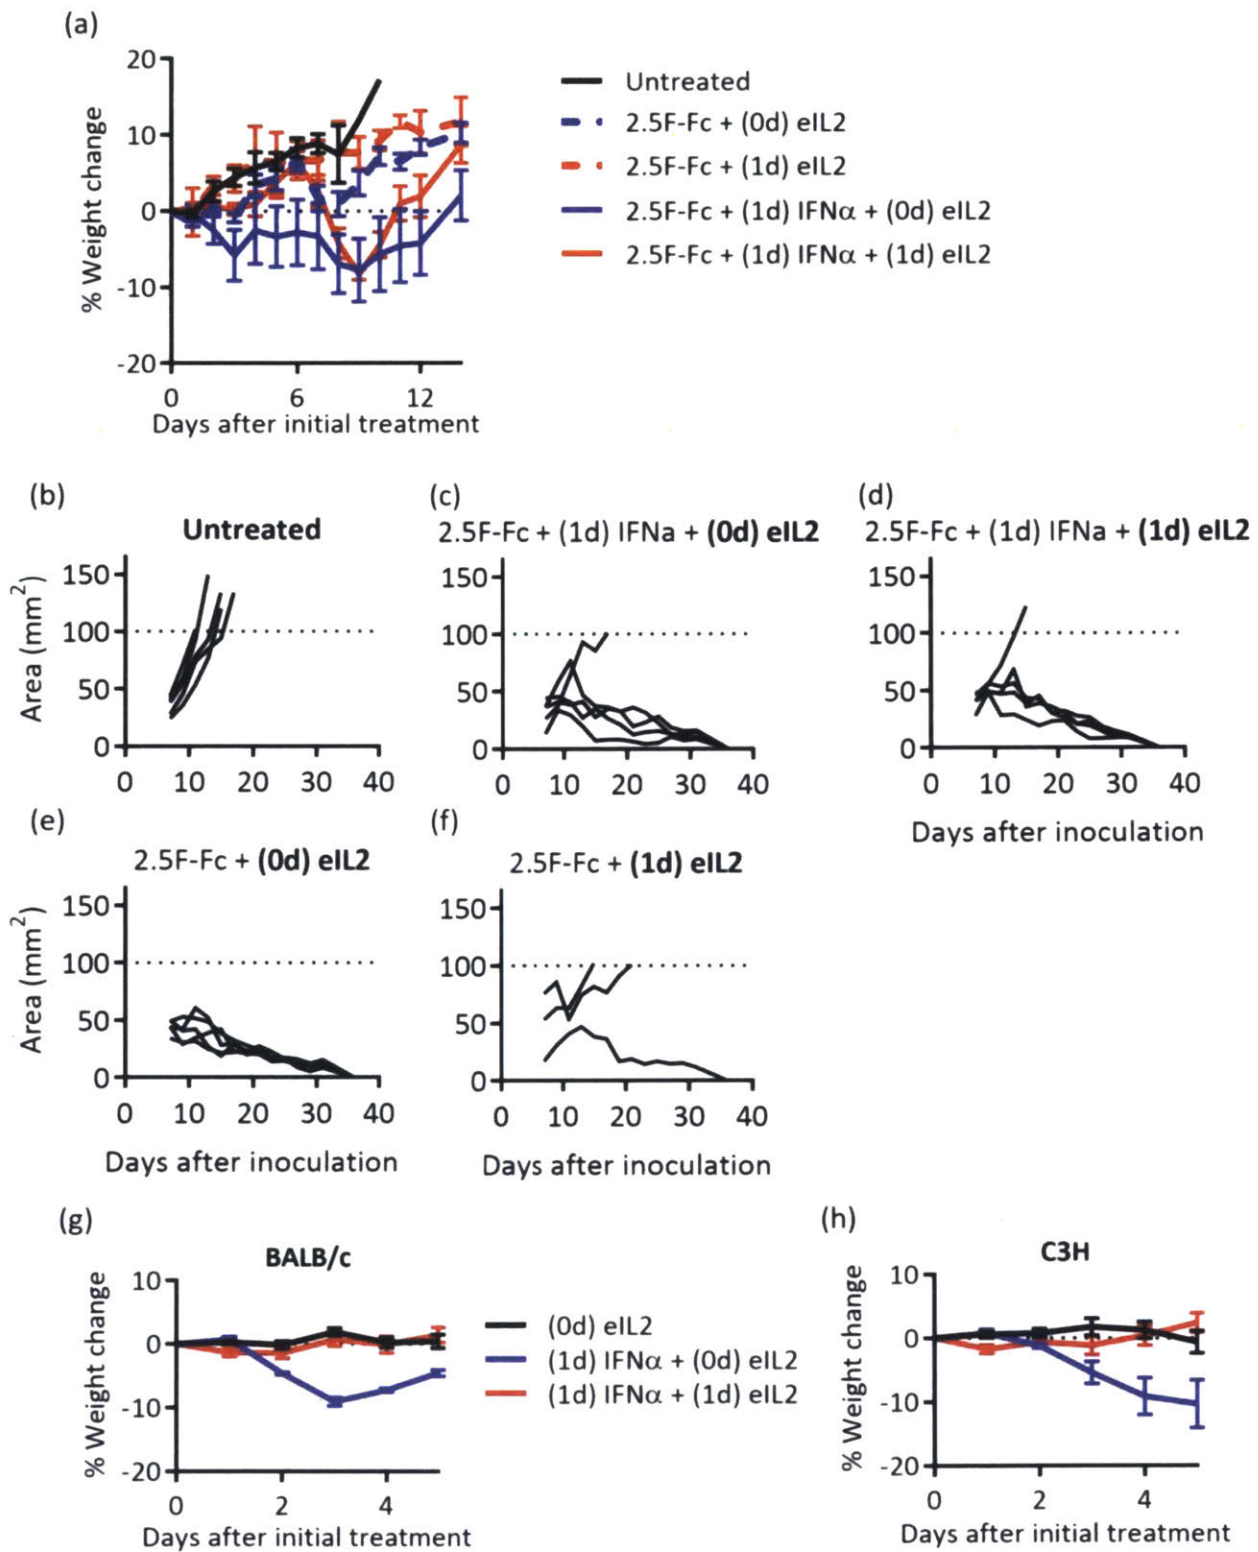 (a)
20
10
0
-10
-20
% Weight change
0 6 12
Days after initial treatment
Untreated
2.5F-Fc + (0d) eIL2
2.5F-Fc + (1d) eIL2
2.5F-Fc + (1d) IFNα + (0d) eIL2
2.5F-Fc + (1d) IFNα + (1d) eIL2
(b)
Untreated
150
100
50
0
Area (mm²)
0 10 20 30 40
(c)
2.5F-Fc + (1d) IFNa + (0d) eIL2
150
100
50
0
0 10 20 30 40
(d)
2.5F-Fc + (1d) IFNa + (1d) eIL2
150
100
50
0
0 10 20 30 40
Days after inoculation
(e)
2.5F-Fc + (0d) eIL2
150
100
50
0
Area (mm²)
0 10 20 30 40
Days after inoculation
(f)
2.5F-Fc + (1d) eIL2
150
100
50
0
0 10 20 30 40
Days after inoculation
(g)
BALB/c
10
0
-10
-20
% Weight change
0 2 4
Days after initial treatment
(0d) eIL2
(1d) IFNα + (0d) eIL2
(1d) IFNα + (1d) eIL2
(h)
C3H
10
0
-10
-20
% Weight change
0 2 4
Days after initial treatment